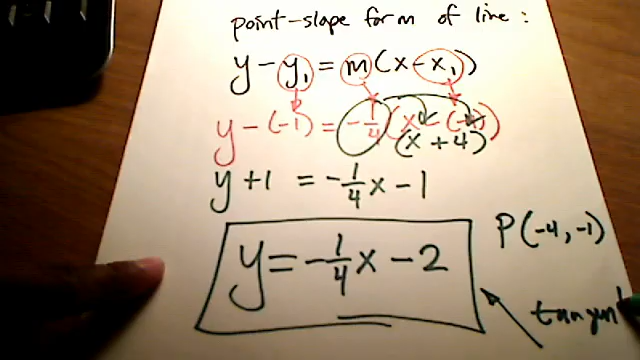 point-slope form of line :
y - y₁ = m(x - x₁)
y - (-1) = -1/4 (x - (-4))
(x + 4)
y + 1 = -1/4 x - 1
y = -1/4 x - 2
P(-4, -1)